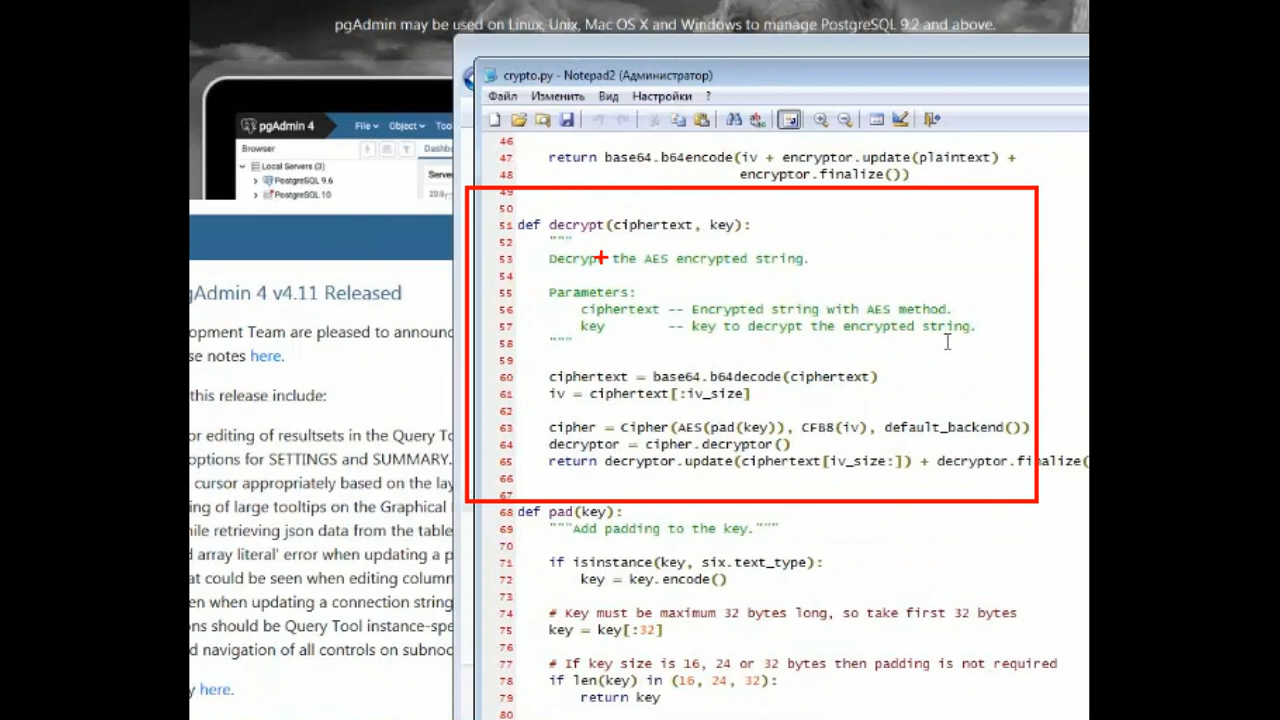 pgAdmin may be used on Linux, Unix, Mac OS X and Windows to manage PostgreSQL 9.2 and above.
crypto.py - Notepad2 (Администратор)
Файл Изменить Вид Настройки ?
pgAdmin 4 File Object
Browser
Local Servers (3)
PostgreSQL 9.6
PostgreSQL 10
46
47 return base64.b64encode(iv + encryptor.update(plaintext) +
48 encryptor.finalize())
49
50
51 def decrypt(ciphertext, key):
52 """
53 Decrypt the AES encrypted string.
54
55 Parameters:
56 ciphertext -- Encrypted string with AES method.
57 key -- key to decrypt the encrypted string.
58 """
59
60 ciphertext = base64.b64decode(ciphertext)
61 iv = ciphertext[:iv_size]
62
63 cipher = Cipher(AES(pad(key)), CFB8(iv), default_backend())
64 decryptor = cipher.decryptor()
65 return decryptor.update(ciphertext[iv_size:]) + decryptor.finalize(
66
67
68 def pad(key):
69 """Add padding to the key."""
70
71 if isinstance(key, six.text_type):
72 key = key.encode()
73
74 # Key must be maximum 32 bytes long, so take first 32 bytes
75 key = key[:32]
76
77 # If key size is 16, 24 or 32 bytes then padding is not required
78 if len(key) in (16, 24, 32):
79 return key
80
gAdmin 4 v4.11 Released
opment Team are pleased to announc
se notes here.
this release include:
or editing of resultsets in the Query To
options for SETTINGS and SUMMARY.
cursor appropriately based on the lay
ng of large tooltips on the Graphical
ile retrieving json data from the table
d array literal' error when updating a p
at could be seen when editing column
en when updating a connection string
ons should be Query Tool instance-spe
d navigation of all controls on subnoc
y here.